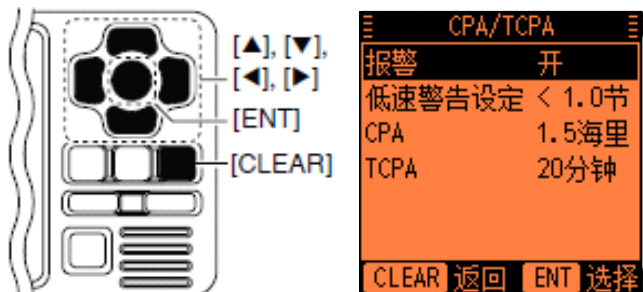 [▲], [▼],
[◀], [▶]
[ENT]
[CLEAR]
CPA/TCPA
报警 开
低速警告设定 < 1.0节
CPA 1.5海里
TCPA 20分钟
CLEAR 返回 ENT 选择